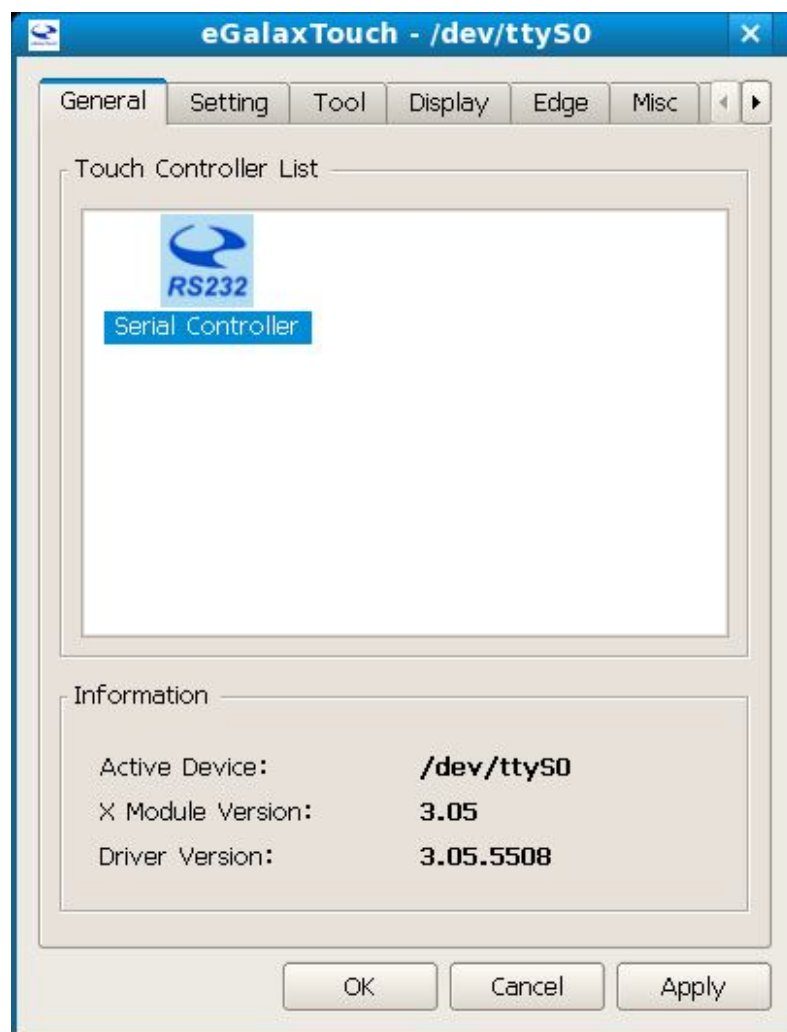 eGalaxTouch - /dev/ttyS0
General Setting Tool Display Edge Misc
Touch Controller List
RS232
Serial Controller
Information
Active Device: /dev/ttyS0
X Module Version: 3.05
Driver Version: 3.05.5508
OK Cancel Apply